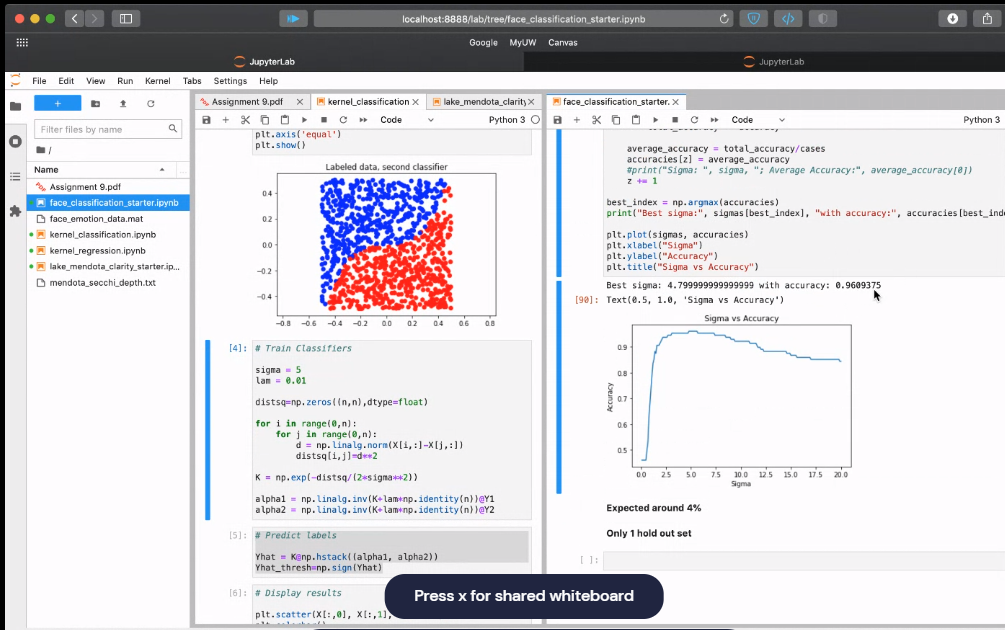 localhost:8888/lab/tree/face_classification_starter.ipynb
Google MyUW Canvas
JupyterLab
JupyterLab
File Edit View Run Kernel Tabs Settings Help
Filter files by name
/
Name
Assignment 9.pdf
face_classification_starter.ipynb
face_emotion_data.mat
kernel_classification.ipynb
kernel_regression.ipynb
lake_mendota_clarity_starter.ip...
mendota_secchi_depth.txt
Assignment 9.pdf
kernel_classification
lake_mendota_clarity
Code
Python 3
plt.axis('equal')
plt.show()
Labeled data, second classifier
0.4
0.2
0.0
−0.2
−0.4
−0.8 −0.6 −0.4 −0.2 0.0 0.2 0.4 0.6 0.8
[4]: # Train Classifiers
sigma = 5
lam = 0.01
distsq=np.zeros((n,n),dtype=float)
for i in range(0,n):
for j in range(0,n):
d = np.linalg.norm(X[i,:]-X[j,:])
distsq[i,j]=d**2
K = np.exp(-distsq/(2*sigma**2))
alpha1 = np.linalg.inv(K+lam*np.identity(n))@Y1
alpha2 = np.linalg.inv(K+lam*np.identity(n))@Y2
[5]: # Predict labels
Yhat = K@np.hstack((alpha1, alpha2))
Yhat_thresh=np.sign(Yhat)
[6]: # Display results
plt.scatter(X[:,0], X[:,1],
face_classification_starter.
Code
Python 3
average_accuracy = total_accuracy/cases
accuracies[z] = average_accuracy
#print("Sigma: ", sigma, "; Average Accuracy:", average_accuracy[0])
z += 1
best_index = np.argmax(accuracies)
print("Best sigma:", sigmas[best_index], "with accuracy:", accuracies[best_inde
plt.plot(sigmas, accuracies)
plt.xlabel("Sigma")
plt.ylabel("Accuracy")
plt.title("Sigma vs Accuracy")
Best sigma: 4.799999999999999 with accuracy: 0.9609375
[90]: Text(0.5, 1.0, 'Sigma vs Accuracy')
Sigma vs Accuracy
Accuracy
0.9
0.8
0.7
0.6
0.5
0.0 2.5 5.0 7.5 10.0 12.5 15.0 17.5 20.0
Sigma
Expected around 4%
Only 1 hold out set
[ ]:
Press x for shared whiteboard